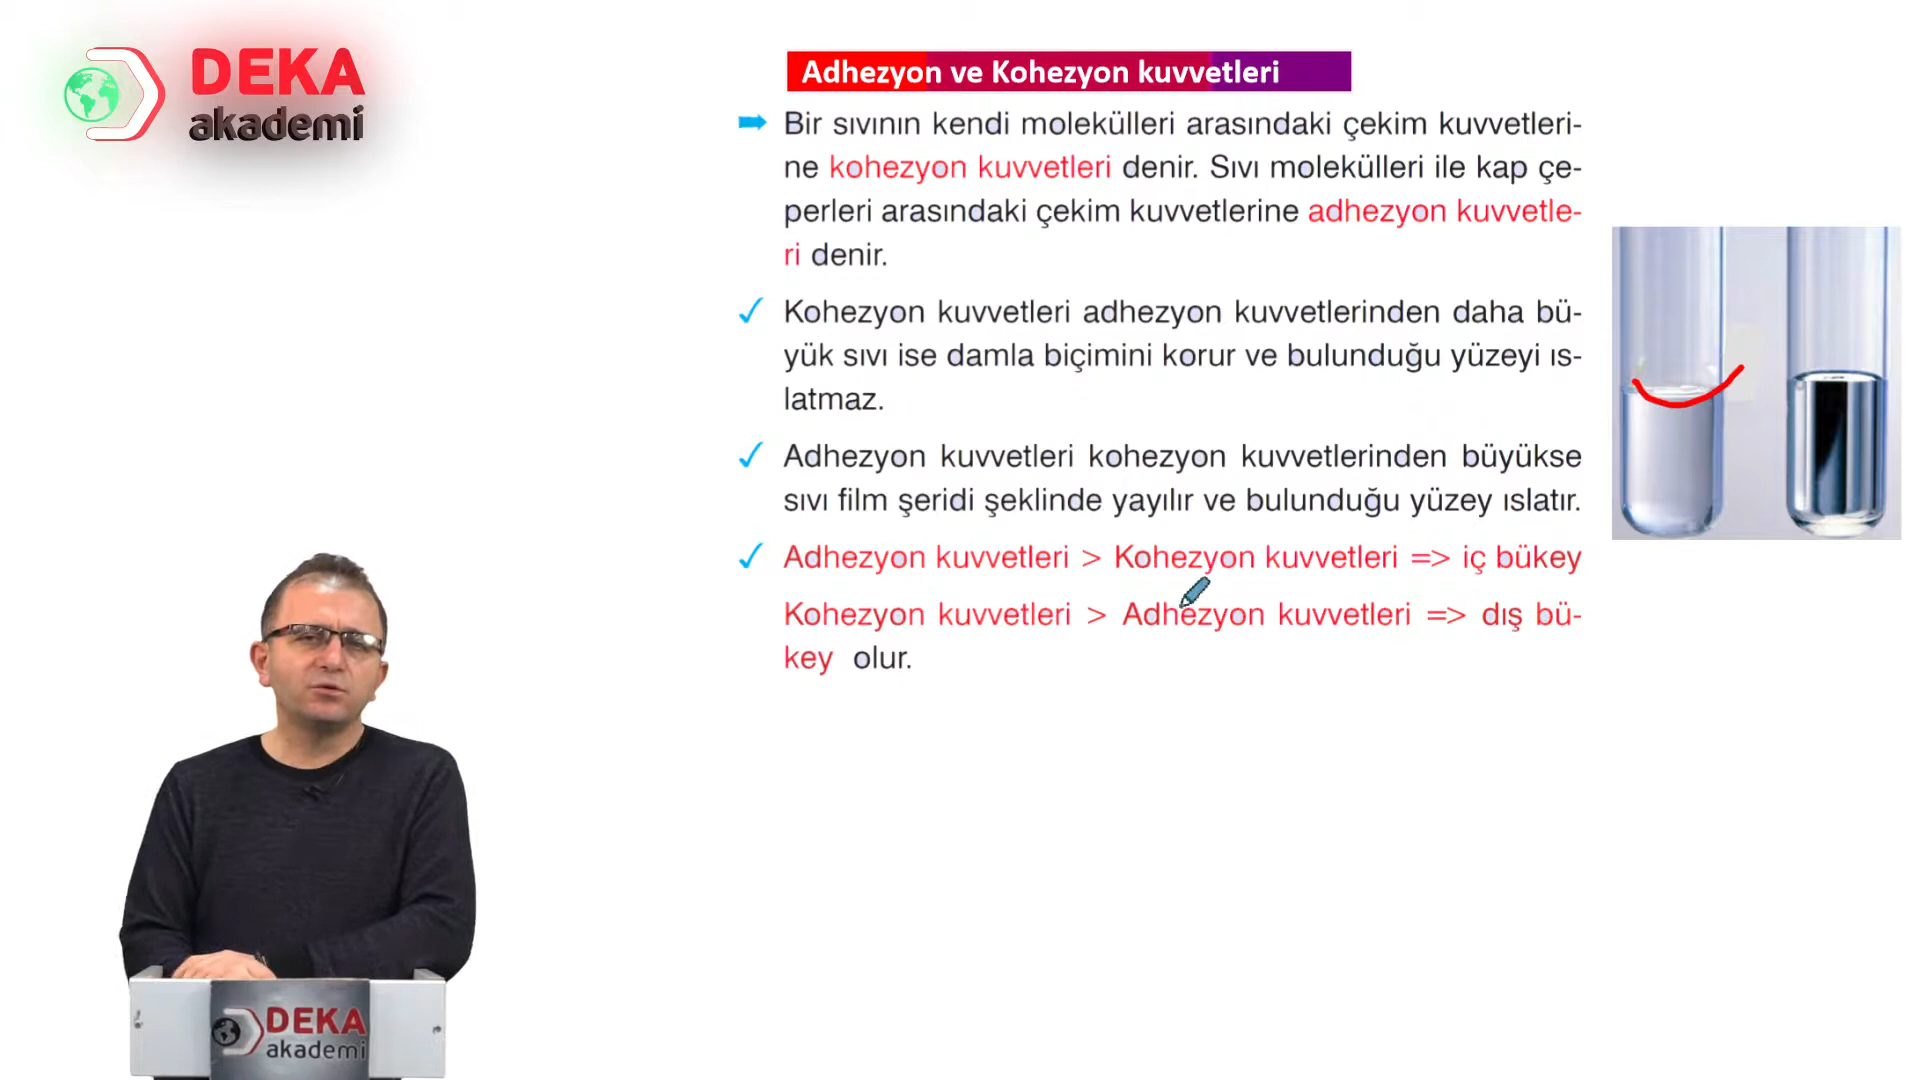 DEKA
akademi
Adhezyon ve Kohezyon kuvvetleri
Bir sıvının kendi molekülleri arasındaki çekim kuvvetleri-
ne kohezyon kuvvetleri denir. Sıvı molekülleri ile kap çe-
perleri arasındaki çekim kuvvetlerine adhezyon kuvvetle-
ri denir.
Kohezyon kuvvetleri adhezyon kuvvetlerinden daha bü-
yük sıvı ise damla biçimini korur ve bulunduğu yüzeyi ıs-
latmaz.
Adhezyon kuvvetleri kohezyon kuvvetlerinden büyükse
sıvı film şeridi şeklinde yayılır ve bulunduğu yüzey ıslatır.
Adhezyon kuvvetleri > Kohezyon kuvvetleri => iç bükey
Kohezyon kuvvetleri > Adhezyon kuvvetleri => dış bü-
key olur.
DEKA
akademi